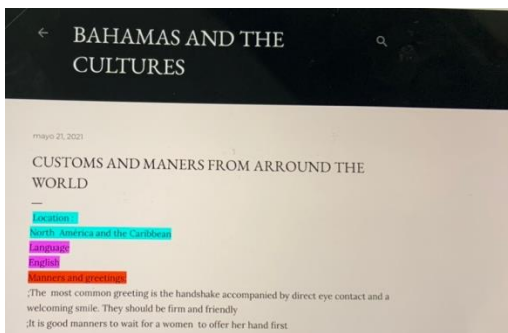 BAHAMAS AND THE
CULTURES
mayo 21, 2021
CUSTOMS AND MANERS FROM ARROUND THE
WORLD
Location :
North América and the Caribbean
Language
English
Manners and greetings:
;The most common greeting is the handshake accompanied by direct eye contact and a
welcoming smile. They should be firm and friendly
;It is good manners to wait for a women to offer her hand first